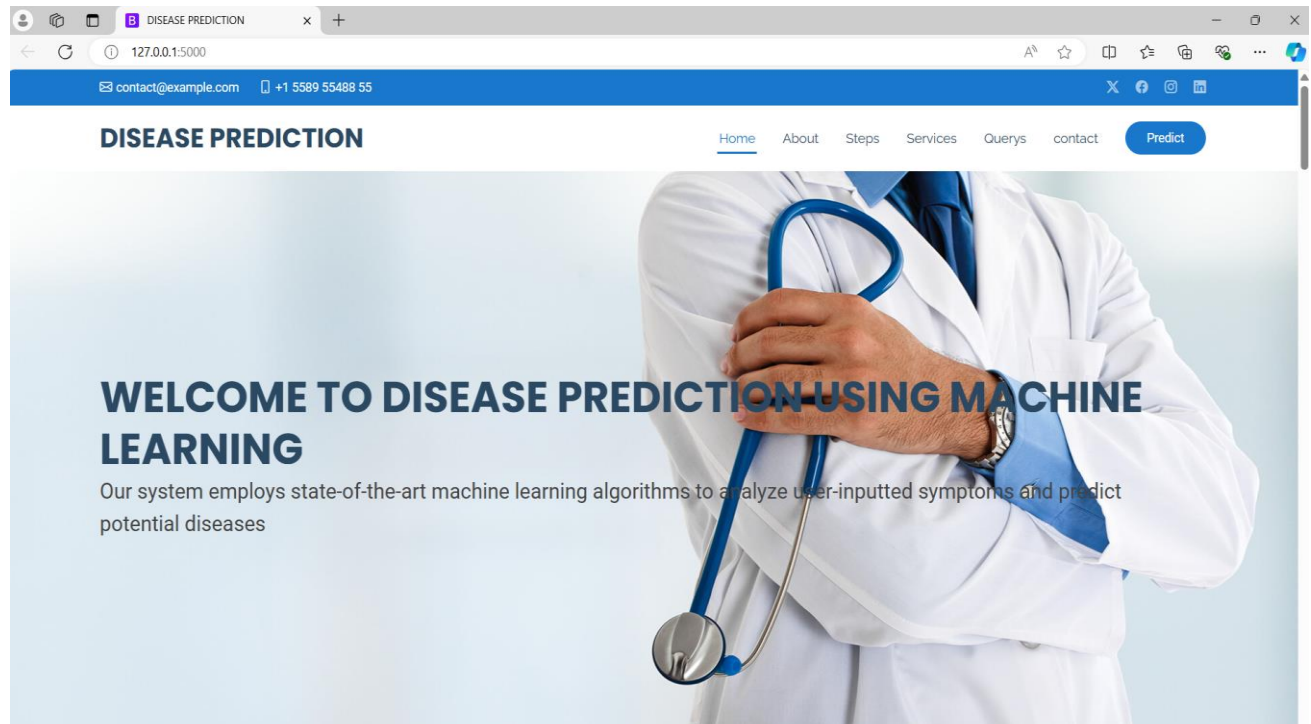 B DISEASE PREDICTION
127.0.0.1:5000
contact@example.com +1 5589 55488 55
DISEASE PREDICTION Home About Steps Services Querys contact Predict
WELCOME TO DISEASE PREDICTION USING MACHINE
LEARNING
Our system employs state-of-the-art machine learning algorithms to analyze user-inputted symptoms and predict
potential diseases